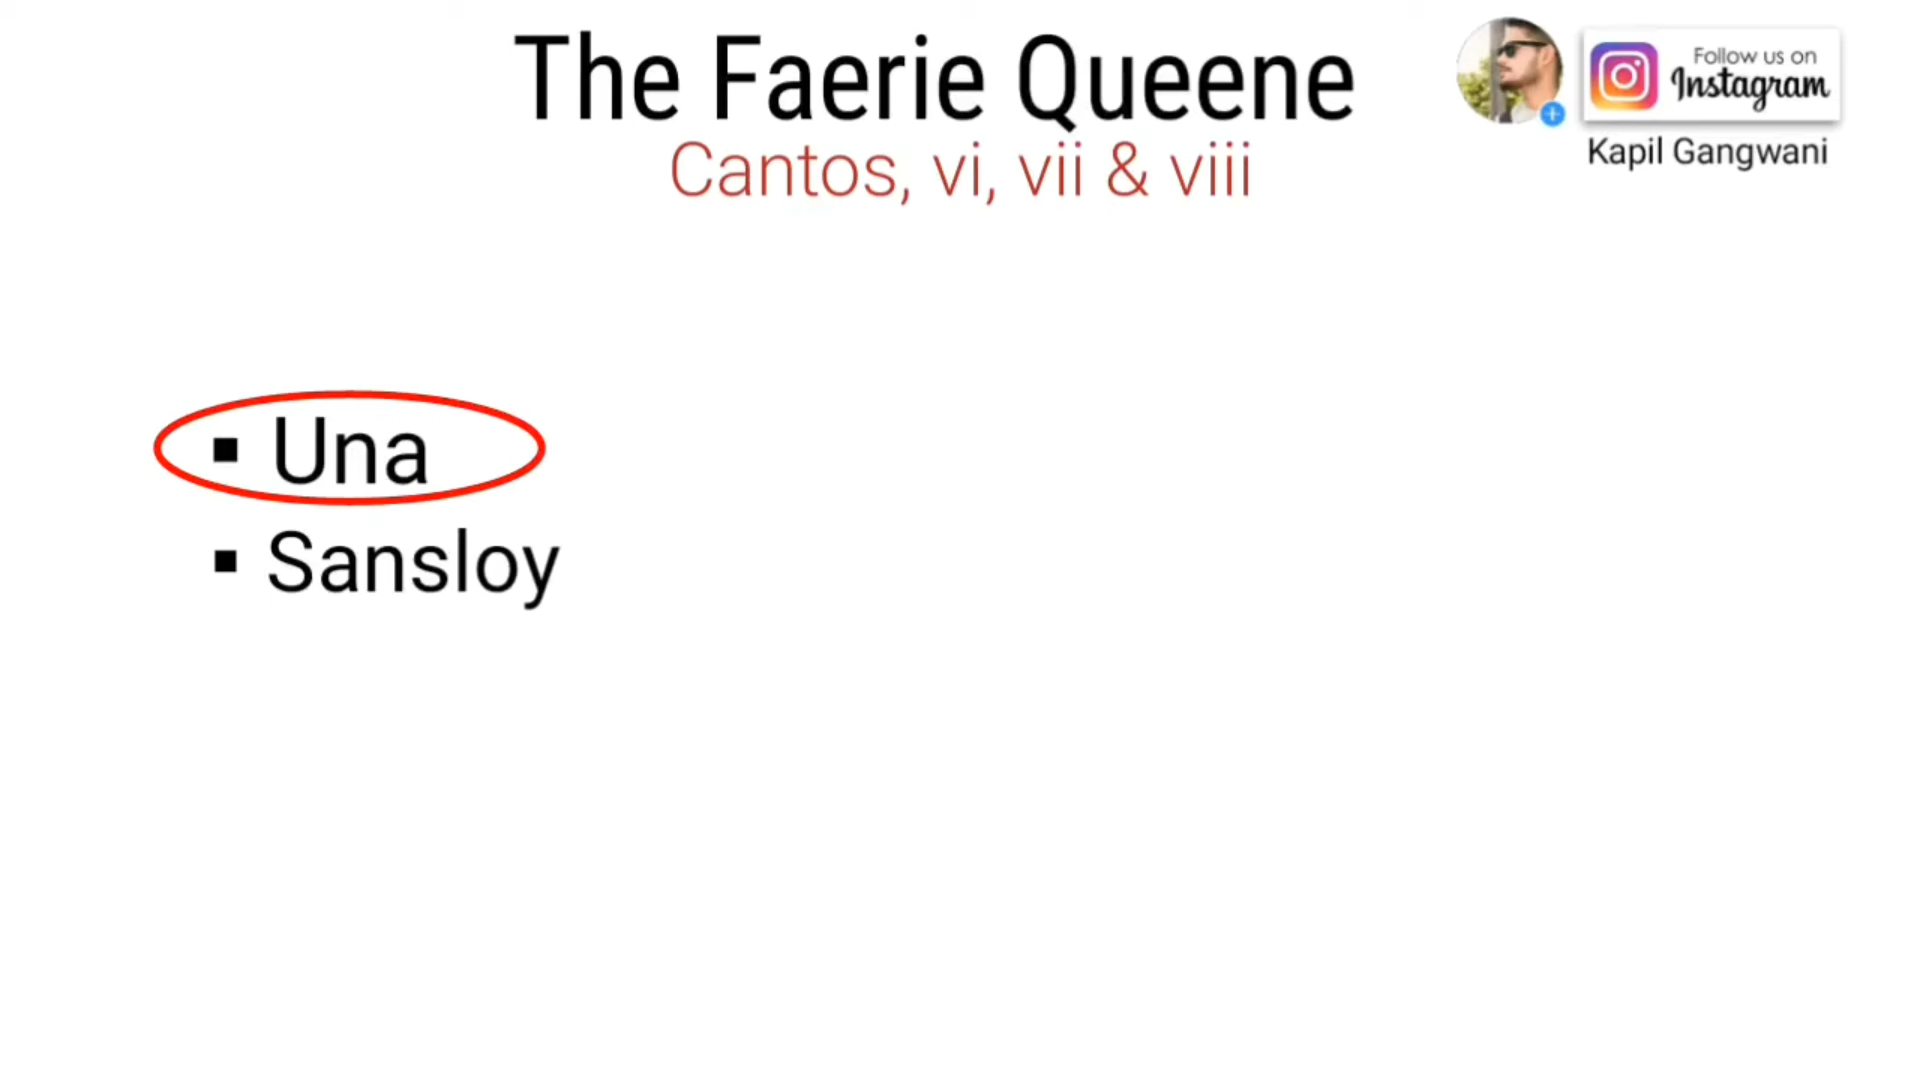 The Faerie Queene
Cantos, vi, vii & viii
Follow us on
Instagram
Kapil Gangwani
▪ Una
▪ Sansloy